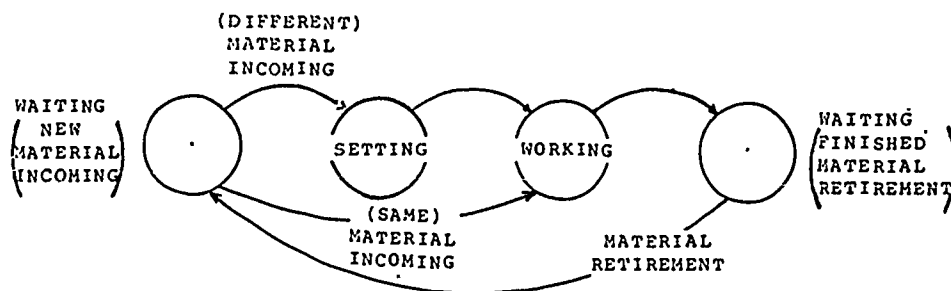 (DIFFERENT)
MATERIAL
INCOMING
WAITING
NEW
MATERIAL
INCOMING
SETTING
WORKING
WAITING
FINISHED
MATERIAL
RETIREMENT
(SAME)
MATERIAL
INCOMING
MATERIAL
RETIREMENT